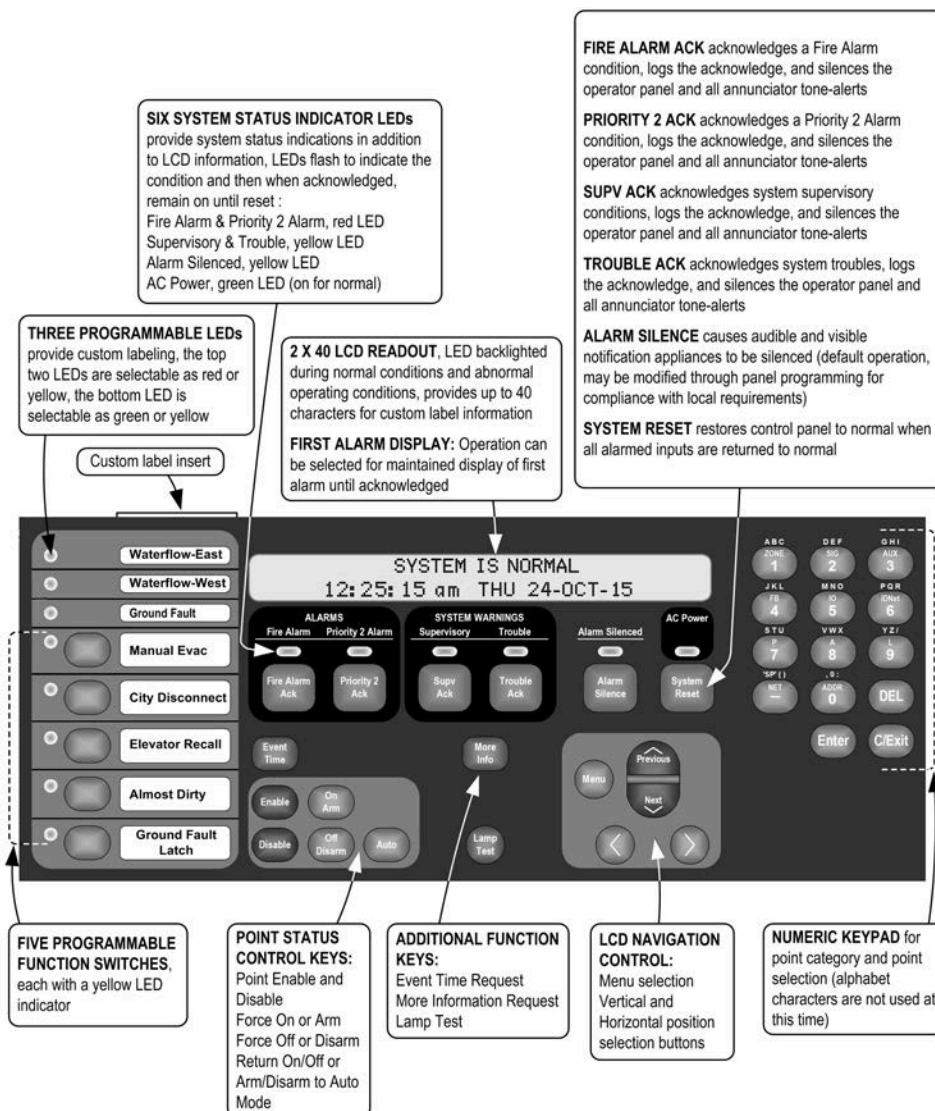 FIRE ALARM ACK acknowledges a Fire Alarm
condition, logs the acknowledge, and silences the
operator panel and all annunciator tone-alerts
PRIORITY 2 ACK acknowledges a Priority 2 Alarm
condition, logs the acknowledge, and silences the
operator panel and all annunciator tone-alerts
SUPV ACK acknowledges system supervisory
conditions, logs the acknowledge, and silences the
operator panel and all annunciator tone-alerts
TROUBLE ACK acknowledges system troubles, logs
the acknowledge, and silences the operator panel and
all annunciator tone-alerts
ALARM SILENCE causes audible and visible
notification appliances to be silenced (default operation,
may be modified through panel programming for
compliance with local requirements)
SYSTEM RESET restores control panel to normal when
all alarmed inputs are returned to normal
SIX SYSTEM STATUS INDICATOR LEDs
provide system status indications in addition
to LCD information, LEDs flash to indicate the
condition and then when acknowledged,
remain on until reset :
Fire Alarm & Priority 2 Alarm, red LED
Supervisory & Trouble, yellow LED
Alarm Silenced, yellow LED
AC Power, green LED (on for normal)
THREE PROGRAMMABLE LEDs
provide custom labeling, the top
two LEDs are selectable as red or
yellow, the bottom LED is
selectable as green or yellow
2 X 40 LCD READOUT, LED backlighted
during normal conditions and abnormal
operating conditions, provides up to 40
characters for custom label information
FIRST ALARM DISPLAY: Operation can
be selected for maintained display of first
alarm until acknowledged
Custom label insert
Waterflow-East
Waterflow-West
Ground Fault
Manual Evac
City Disconnect
Elevator Recall
Almost Dirty
Ground Fault
Latch
SYSTEM IS NORMAL
12:25:15 am THU 24-OCT-15
ALARMS
Fire Alarm Priority 2 Alarm
SYSTEM WARNINGS
Supervisory Trouble
Alarm Silenced
AC Power
Fire Alarm
Ack
Priority 2
Ack
Supv
Ack
Trouble
Ack
Alarm
Silence
System
Reset
Event
Time
More
Info
Enable
On
Arm
Disable
Off
Disarm
Auto
Lamp
Test
Menu
Previous
Next
ABC DEF GHI
ZONE SIG AUX
1 2 3
JKL MNO PQR
FB IO IDNet
4 5 6
STU VWX YZ/
P A L
7 8 9
'SP' ( ) , 0 :
NET ADDR
– 0 DEL
Enter C/Exit
FIVE PROGRAMMABLE
FUNCTION SWITCHES,
each with a yellow LED
indicator
POINT STATUS
CONTROL KEYS:
Point Enable and
Disable
Force On or Arm
Force Off or Disarm
Return On/Off or
Arm/Disarm to Auto
Mode
ADDITIONAL FUNCTION
KEYS:
Event Time Request
More Information Request
Lamp Test
LCD NAVIGATION
CONTROL:
Menu selection
Vertical and
Horizontal position
selection buttons
NUMERIC KEYPAD for
point category and point
selection (alphabet
characters are not used at
this time)